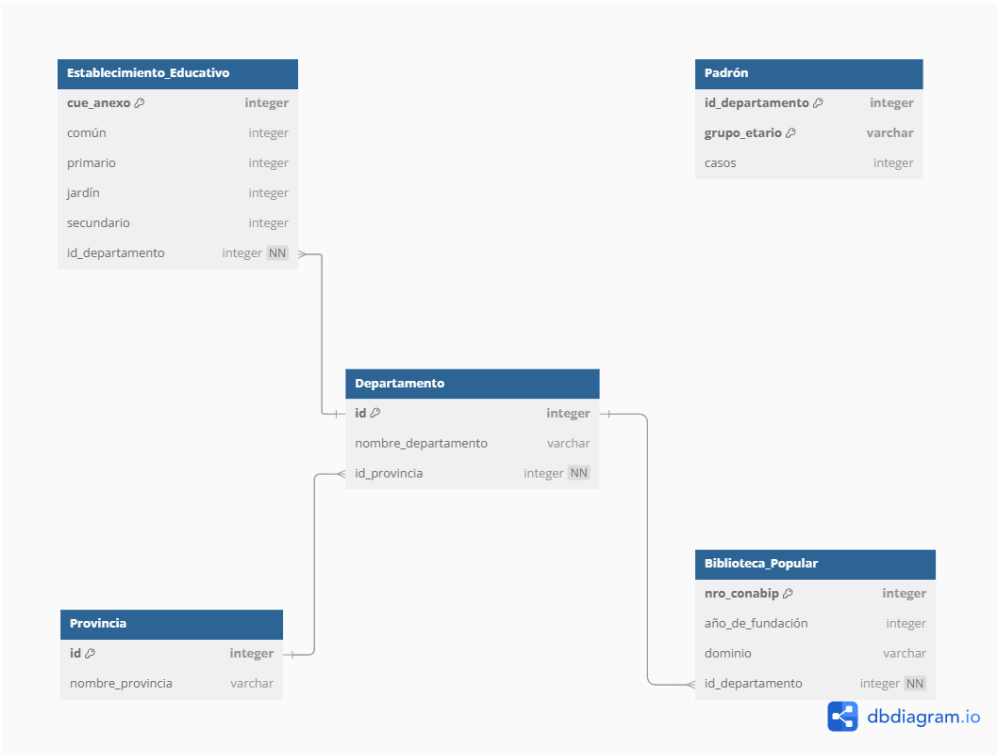 Establecimiento_Educativo
cue_anexo integer
común integer
primario integer
jardín integer
secundario integer
id_departamento integer NN
Padrón
id_departamento integer
grupo_etario varchar
casos integer
Departamento
id integer
nombre_departamento varchar
id_provincia integer NN
Biblioteca_Popular
nro_conabip integer
año_de_fundación integer
dominio varchar
id_departamento integer NN
Provincia
id integer
nombre_provincia varchar
dbdiagram.io